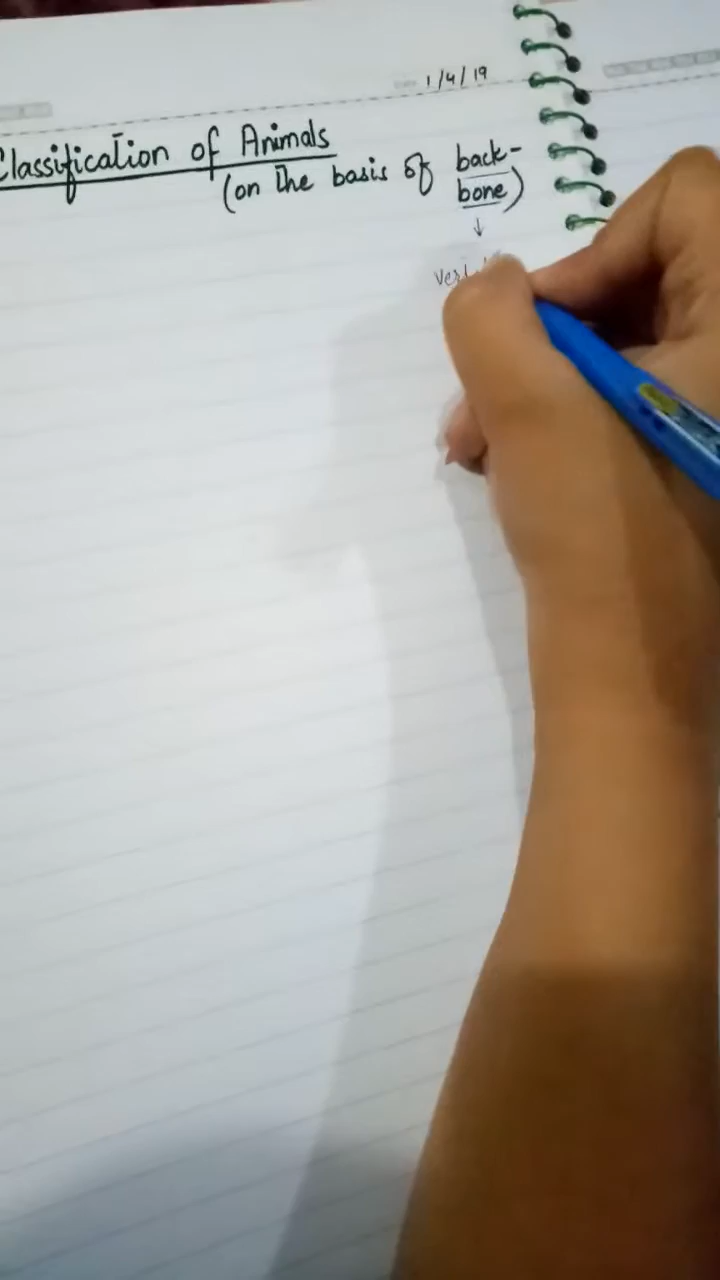 1/4/19
Classification of Animals
(on the basis of back-
bone)
↓